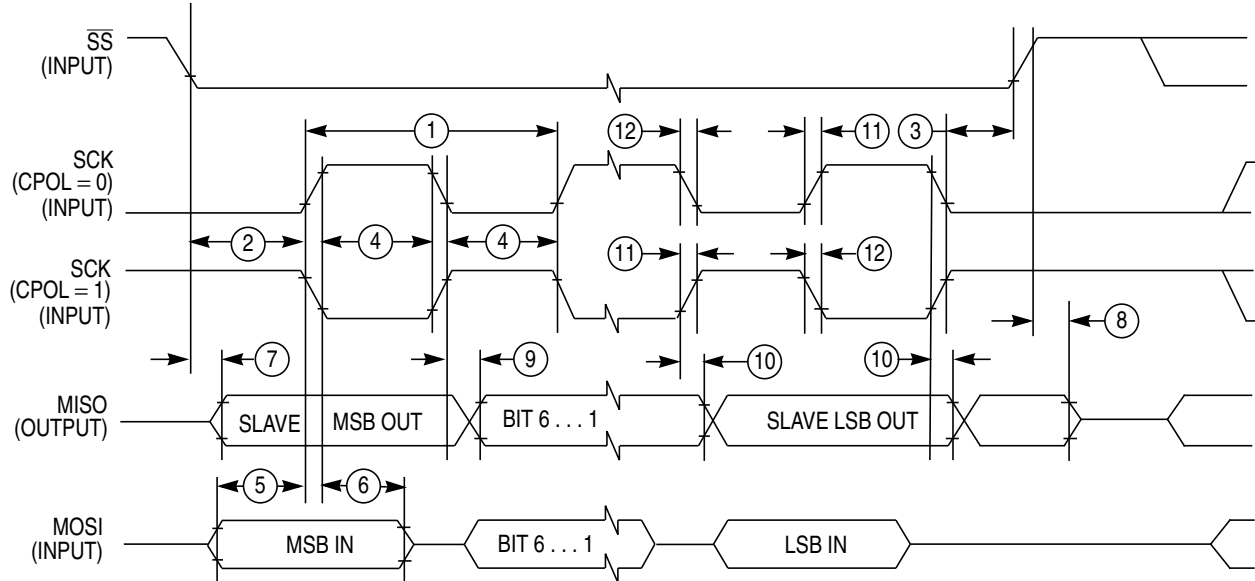 SS
(INPUT)
1
12
11
3
SCK
(CPOL = 0)
(INPUT)
2
4
4
11
12
SCK
(CPOL = 1)
(INPUT)
8
7
9
10
10
MISO
(OUTPUT)
SLAVE
MSB OUT
BIT 6 . . . 1
SLAVE LSB OUT
5
6
MOSI
(INPUT)
MSB IN
BIT 6 . . . 1
LSB IN